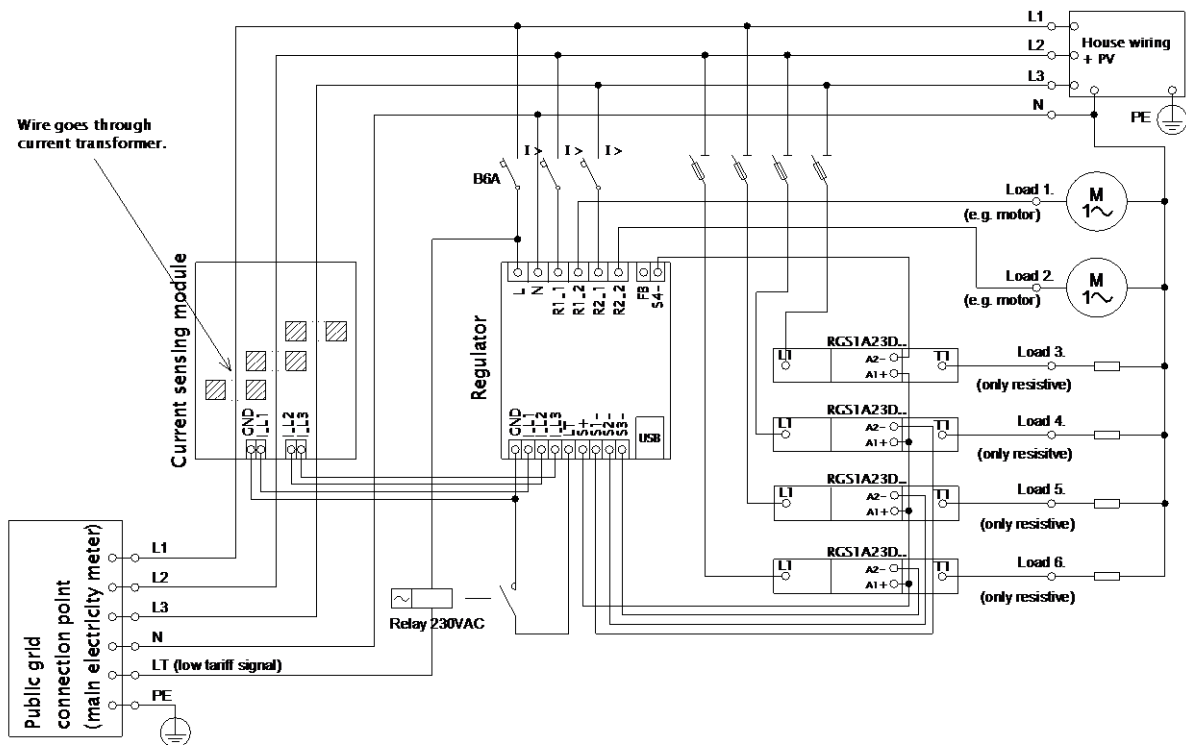 L1
L2
L3
N
House wiring
+ PV
PE
Wire goes through
current transformer.
I >
I >
I >
B6A
Load 1.
(e.g. motor)
M
1~
Load 2.
(e.g. motor)
M
1~
Current sensing module
GND
I_L1
I_L2
I_L3
Regulator
L
N
R1_1
R1_2
R2_1
R2_2
FB
S4-
GND
I_L1
I_L2
I_L3
LT
S+
S1-
S2-
S3-
USB
RGS1A23D..
L1
A2-
A1+
T1
Load 3.
(only resistive)
RGS1A23D..
L1
A2-
A1+
T1
Load 4.
(only resisitve)
RGS1A23D..
L1
A2-
A1+
T1
Load 5.
(only resistive)
RGS1A23D..
L1
A2-
A1+
T1
Load 6.
(only resistive)
Public grid
connection point
(main electricity meter)
L1
L2
L3
N
LT (low tariff signal)
PE
~
Relay 230VAC